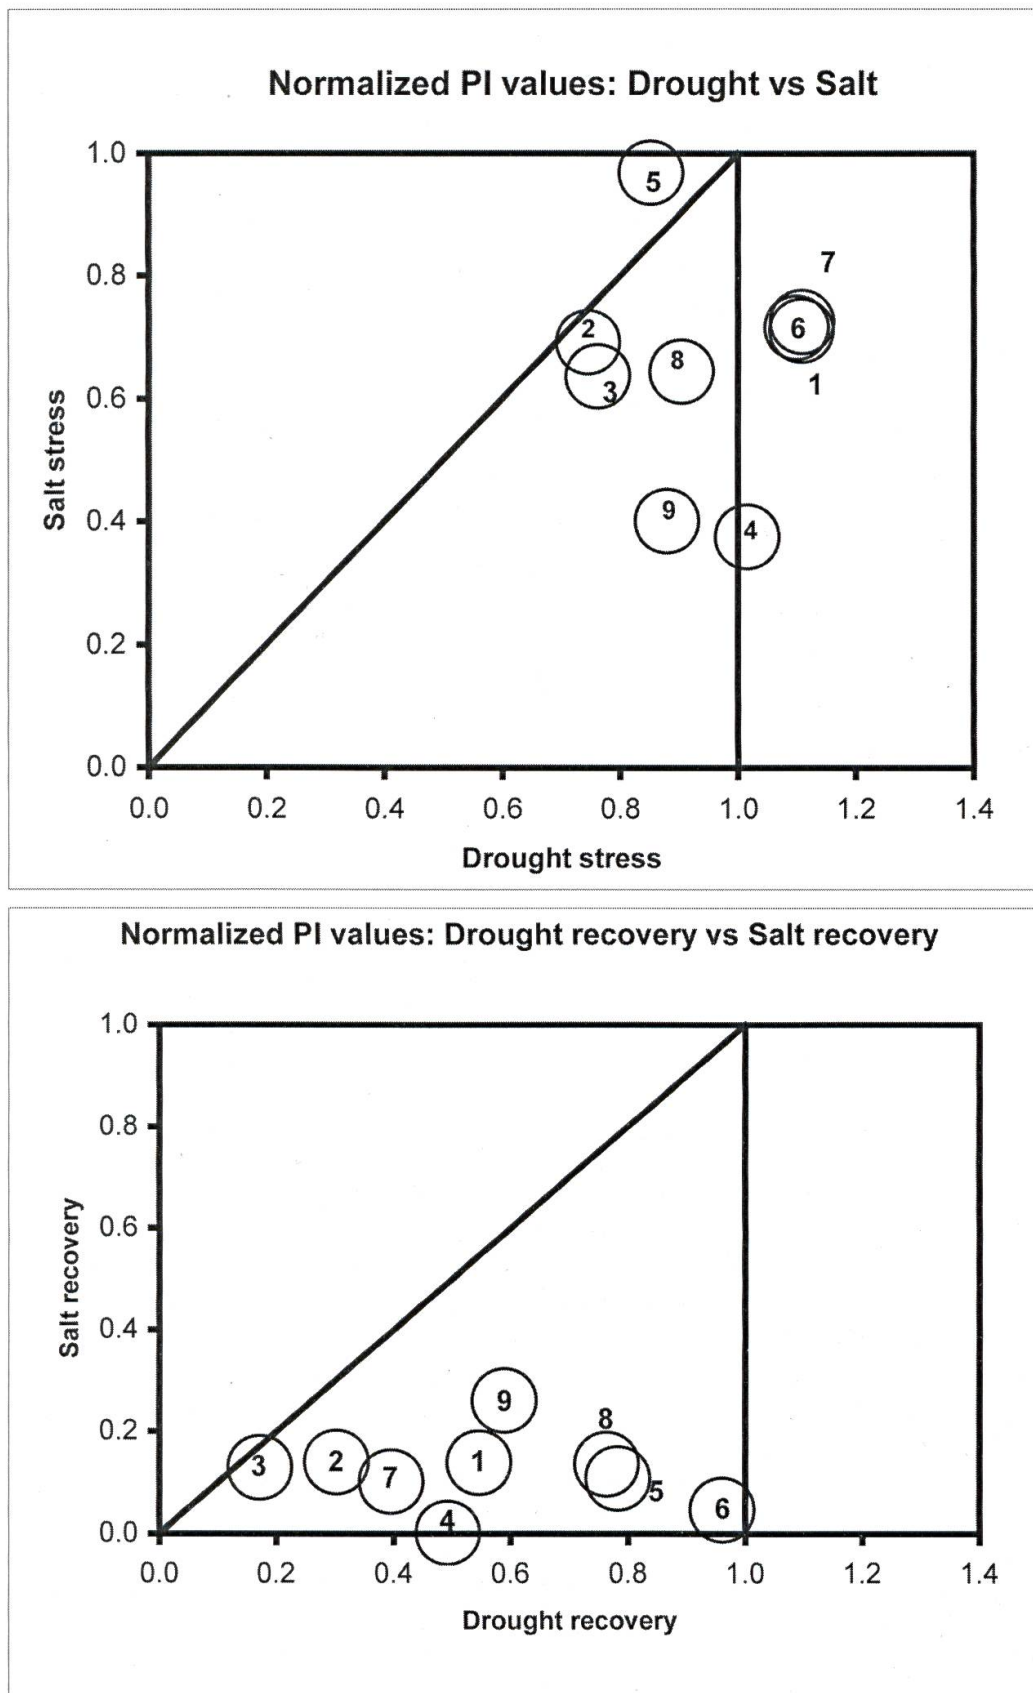 Normalized PI values: Drought vs Salt
1.0
5
0.8
7
2
6
8
3
1
0.6
Salt stress
9
4
0.4
0.2
0.0
0.0 0.2 0.4 0.6 0.8 1.0 1.2 1.4
Drought stress
Normalized PI values: Drought recovery vs Salt recovery
1.0
0.8
0.6
Salt recovery
0.4
9
8
0.2
3 2 7 1
5
4
6
0.0
0.0 0.2 0.4 0.6 0.8 1.0 1.2 1.4
Drought recovery